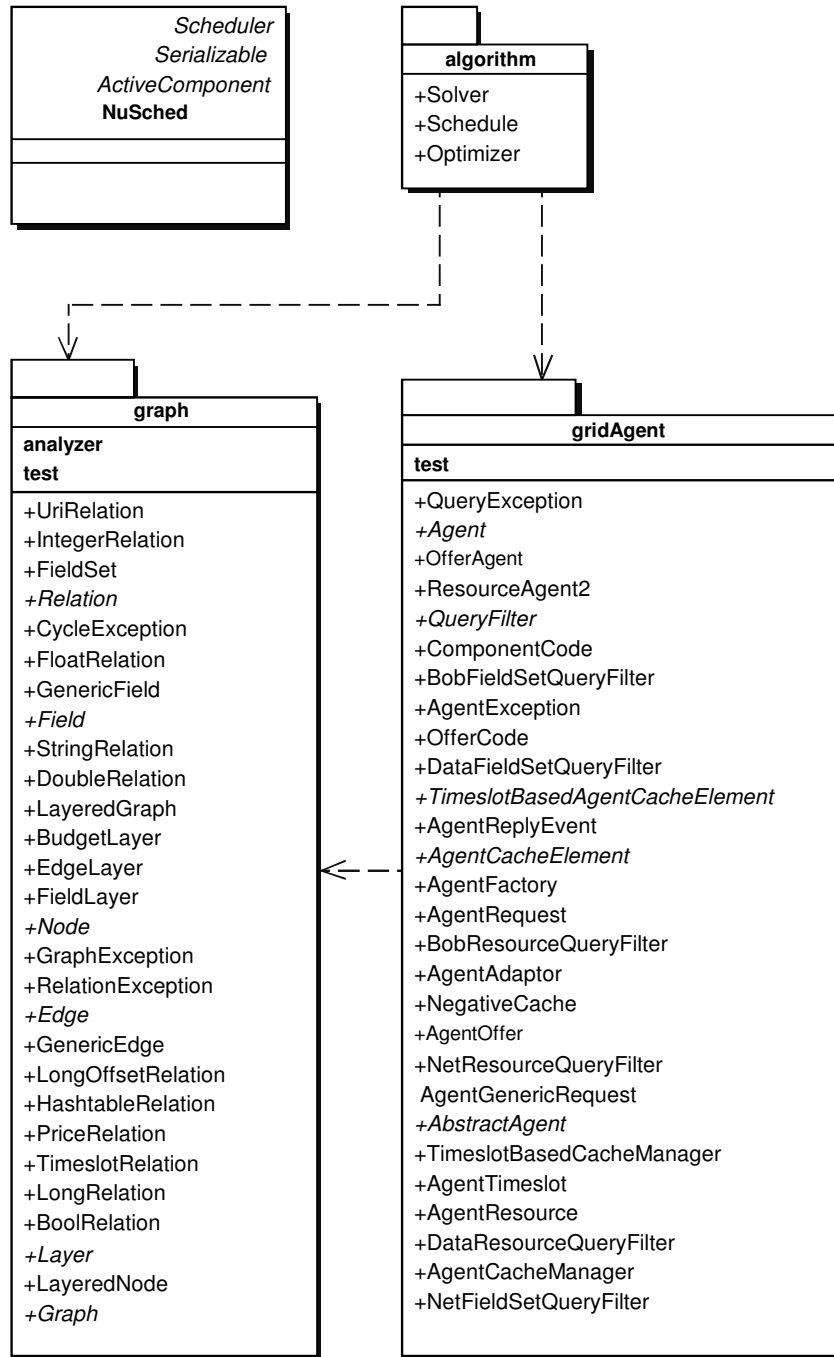 Scheduler
Serializable
ActiveComponent
NuSched
algorithm
+Solver
+Schedule
+Optimizer
graph
analyzer
test
+UriRelation
+IntegerRelation
+FieldSet
+Relation
+CycleException
+FloatRelation
+GenericField
+Field
+StringRelation
+DoubleRelation
+LayeredGraph
+BudgetLayer
+EdgeLayer
+FieldLayer
+Node
+GraphException
+RelationException
+Edge
+GenericEdge
+LongOffsetRelation
+HashtableRelation
+PriceRelation
+TimeslotRelation
+LongRelation
+BoolRelation
+Layer
+LayeredNode
+Graph
gridAgent
test
+QueryException
+Agent
+OfferAgent
+ResourceAgent2
+QueryFilter
+ComponentCode
+BobFieldSetQueryFilter
+AgentException
+OfferCode
+DataFieldSetQueryFilter
+TimeslotBasedAgentCacheElement
+AgentReplyEvent
+AgentCacheElement
+AgentFactory
+AgentRequest
+BobResourceQueryFilter
+AgentAdaptor
+NegativeCache
+AgentOffer
+NetResourceQueryFilter
AgentGenericRequest
+AbstractAgent
+TimeslotBasedCacheManager
+AgentTimeslot
+AgentResource
+DataResourceQueryFilter
+AgentCacheManager
+NetFieldSetQueryFilter